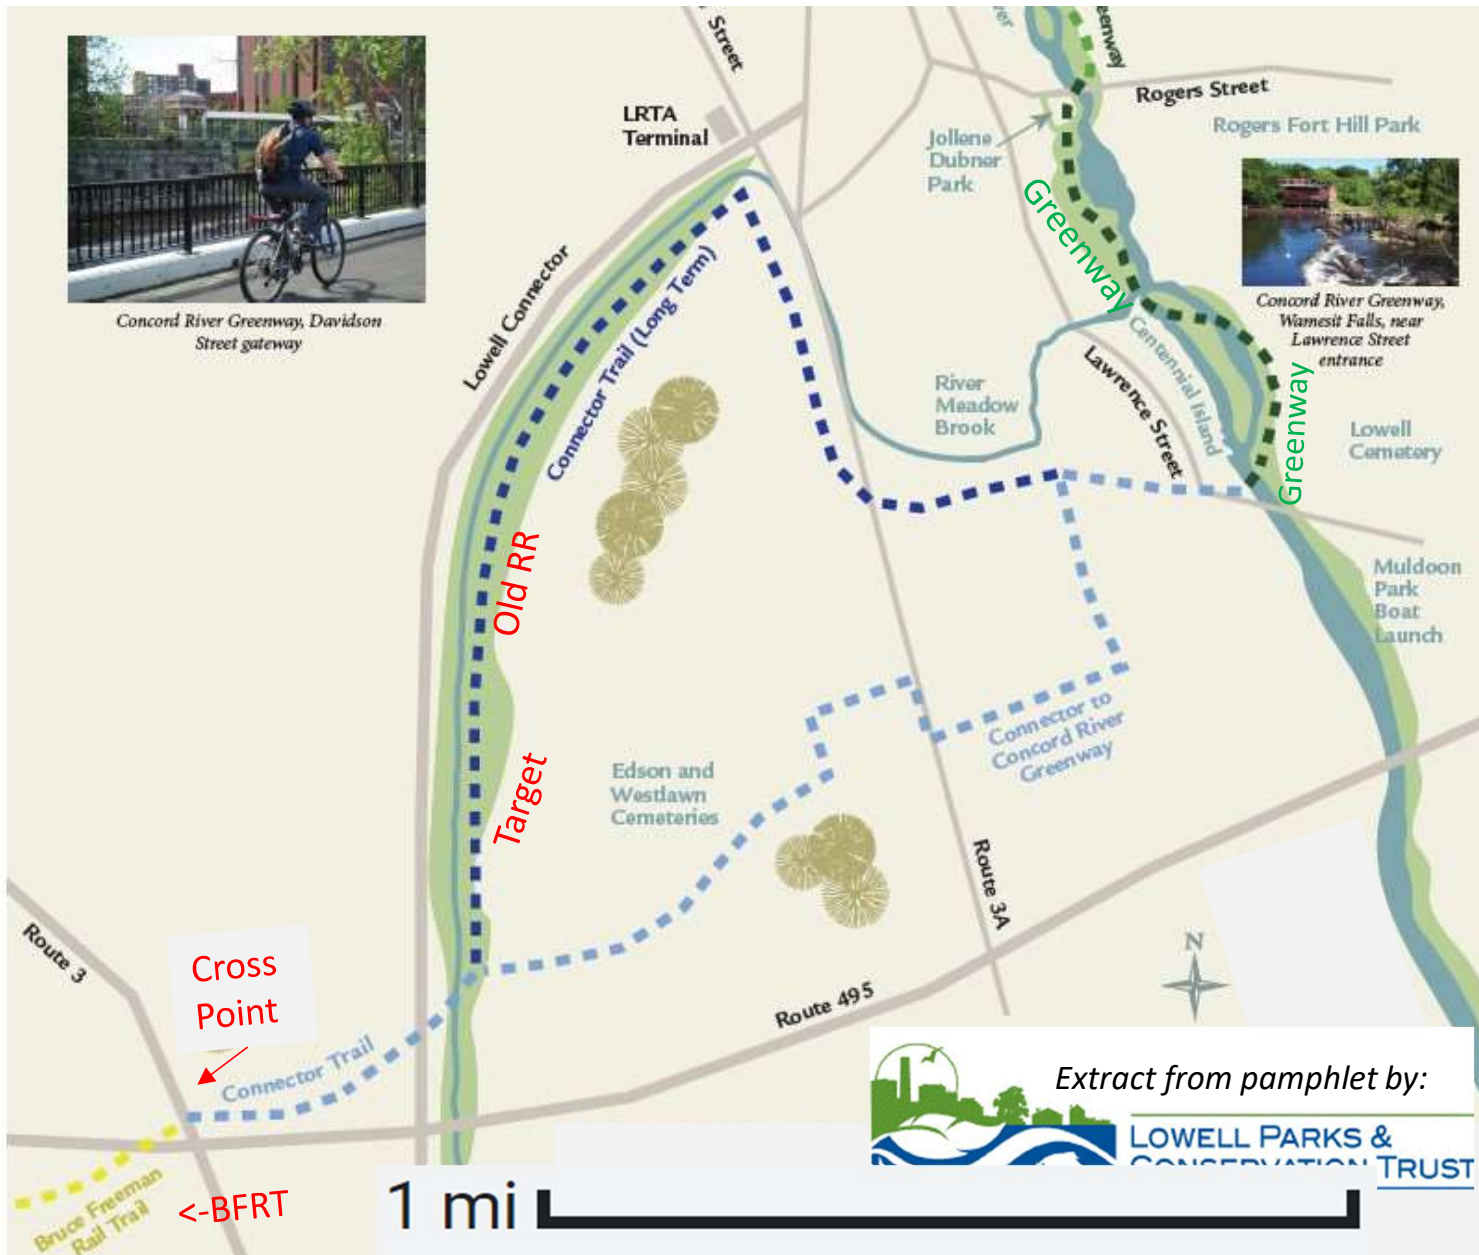 Street
eenway
Rogers Street
LRTA
Terminal
Rogers Fort Hill Park
Jollene
Dubner
Park
Greenway
Concord River Greenway, Davidson
Street gateway
Lowell Connector
Connector Trail (Long Term)
Concord River Greenway,
Wamesit Falls, near
Lawrence Street
entrance
Centennial Island
Lawrence Street
River
Meadow
Brook
Greenway
Lowell
Cemetery
Old RR
Muldoon
Park
Boat
Launch
Target
Connector to
Concord River
Greenway
Edson and
Westlawn
Cemeteries
Route 3A
Route 3
Cross
Point
N
Route 495
Connector Trail
Extract from pamphlet by:
LOWELL PARKS &
CONSERVATION TRUST
Bruce Freeman
Rail Trail
<-BFRT
1 mi